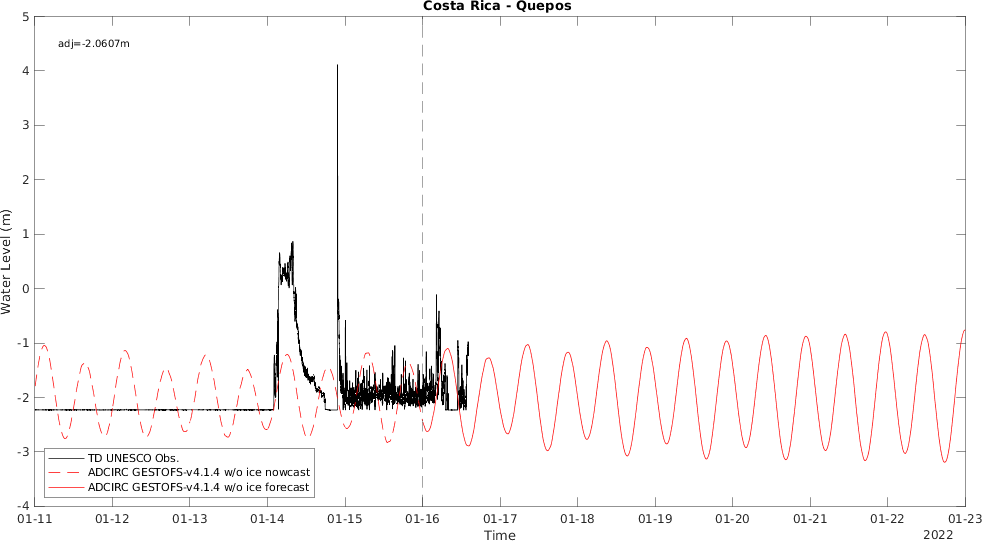 Costa Rica - Quepos
adj=-2.0607m
5
4
3
2
1
0
-1
-2
-3
-4
Water Level (m)
TD UNESCO Obs.
ADCIRC GESTOFS-v4.1.4 w/o ice nowcast
ADCIRC GESTOFS-v4.1.4 w/o ice forecast
01-11 01-12 01-13 01-14 01-15 01-16 01-17 01-18 01-19 01-20 01-21 01-22 01-23
Time
2022